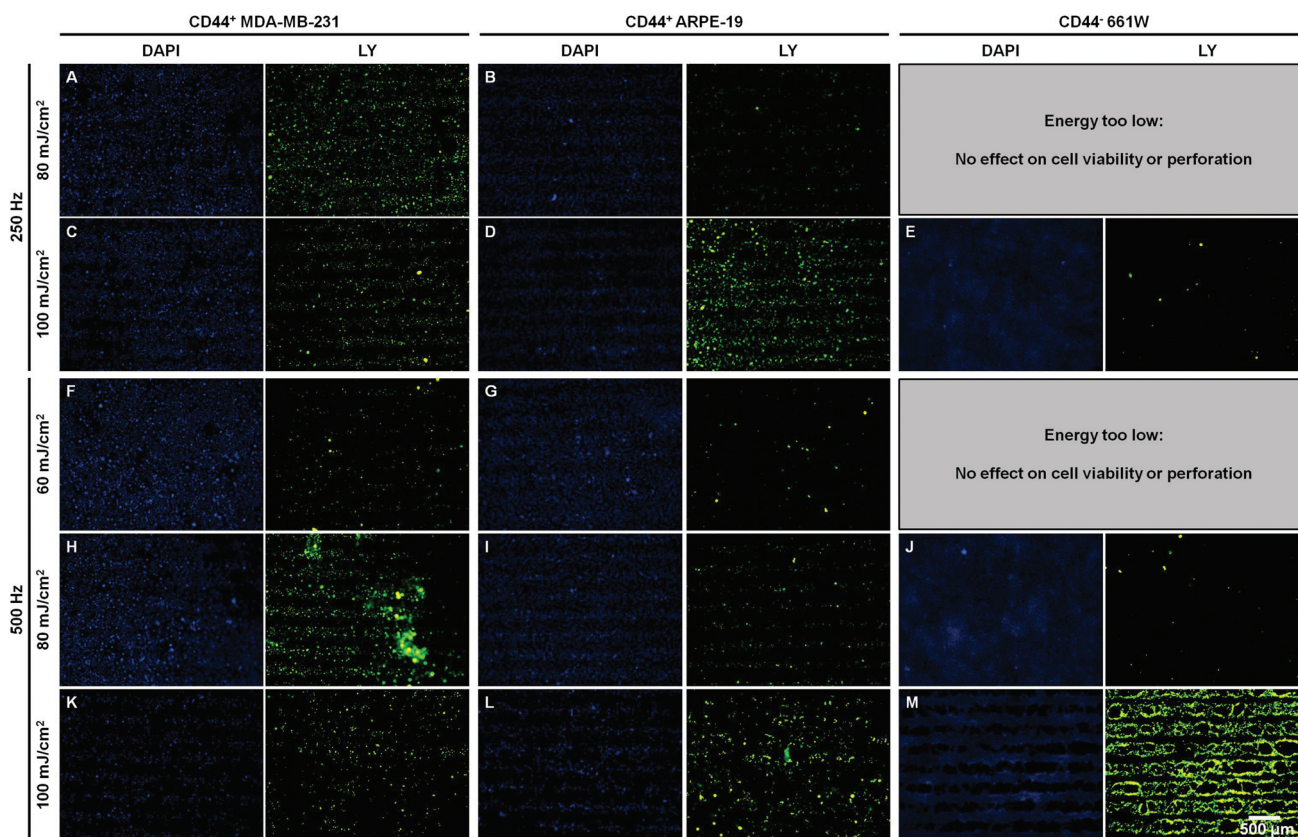 CD44⁺ MDA-MB-231
CD44⁺ ARPE-19
CD44⁻ 661W
DAPI
LY
DAPI
LY
DAPI
LY
250 Hz
80 mJ/cm²
A
B
Energy too low:
No effect on cell viability or perforation
100 mJ/cm²
C
D
E
500 Hz
60 mJ/cm²
F
G
Energy too low:
No effect on cell viability or perforation
80 mJ/cm²
H
I
J
100 mJ/cm²
K
L
M
500 µm